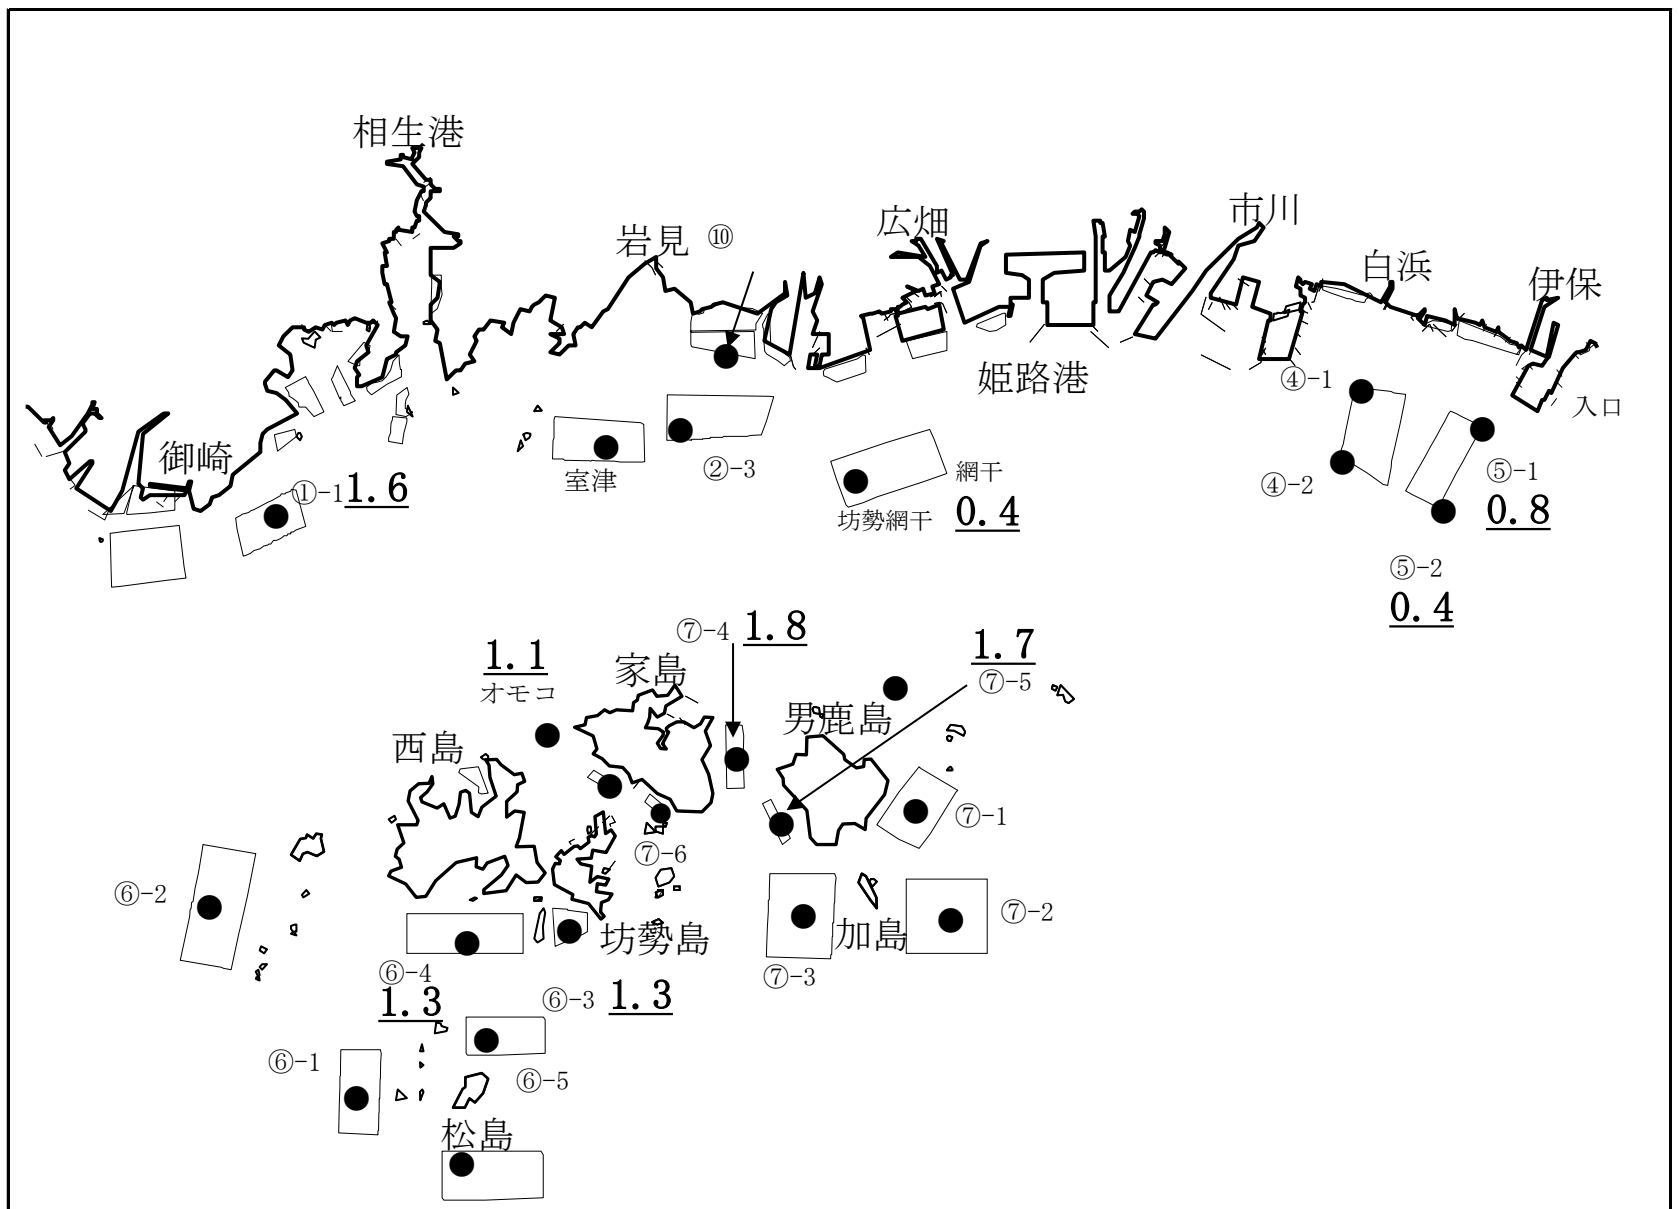 相生港
市川
広畑
岩見 ⑩
白浜
伊保
姫路港
④-1
入口
御崎
②-3
網干
室津
④-2
⑤-1
①-1 1.6
坊勢網干 0.4
0.8
⑤-2
0.4
⑦-4 1.8
1.1
1.7
家島
⑦-5
オモコ
男鹿島
西島
⑦-1
⑦-6
⑥-2
⑦-2
坊勢島
加島
⑥-4
⑦-3
1.3
⑥-3 1.3
⑥-1
⑥-5
松島